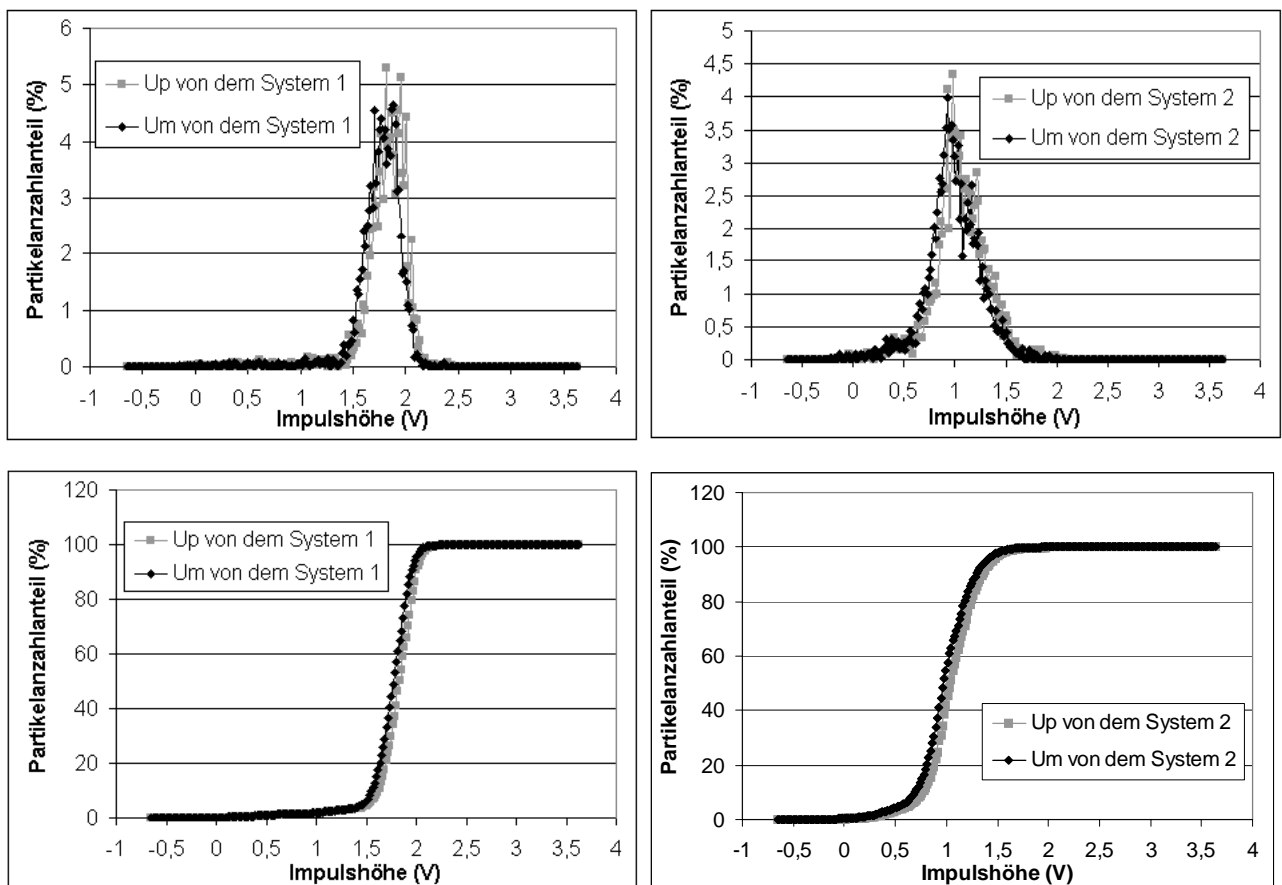 6
5
4
3
2
1
0
-1 -0,5 0 0,5 1 1,5 2 2,5 3 3,5 4
Partikelanzahlanteil (%)
Impulshöhe (V)
Up von dem System 1
Um von dem System 1
5
4,5
4
3,5
3
2,5
2
1,5
1
0,5
0
-1 -0,5 0 0,5 1 1,5 2 2,5 3 3,5 4
Partikelanzahlanteil (%)
Impulshöhe (V)
Up von dem System 2
Um von dem System 2
120
100
80
60
40
20
0
-1 -0,5 0 0,5 1 1,5 2 2,5 3 3,5 4
Partikelanzahlanteil (%)
Impulshöhe (V)
Up von dem System 1
Um von dem System 1
120
100
80
60
40
20
0
-1 -0,5 0 0,5 1 1,5 2 2,5 3 3,5 4
Partikelanzahlanteil (%)
Impulshöhe (V)
Up von dem System 2
Um von dem System 2